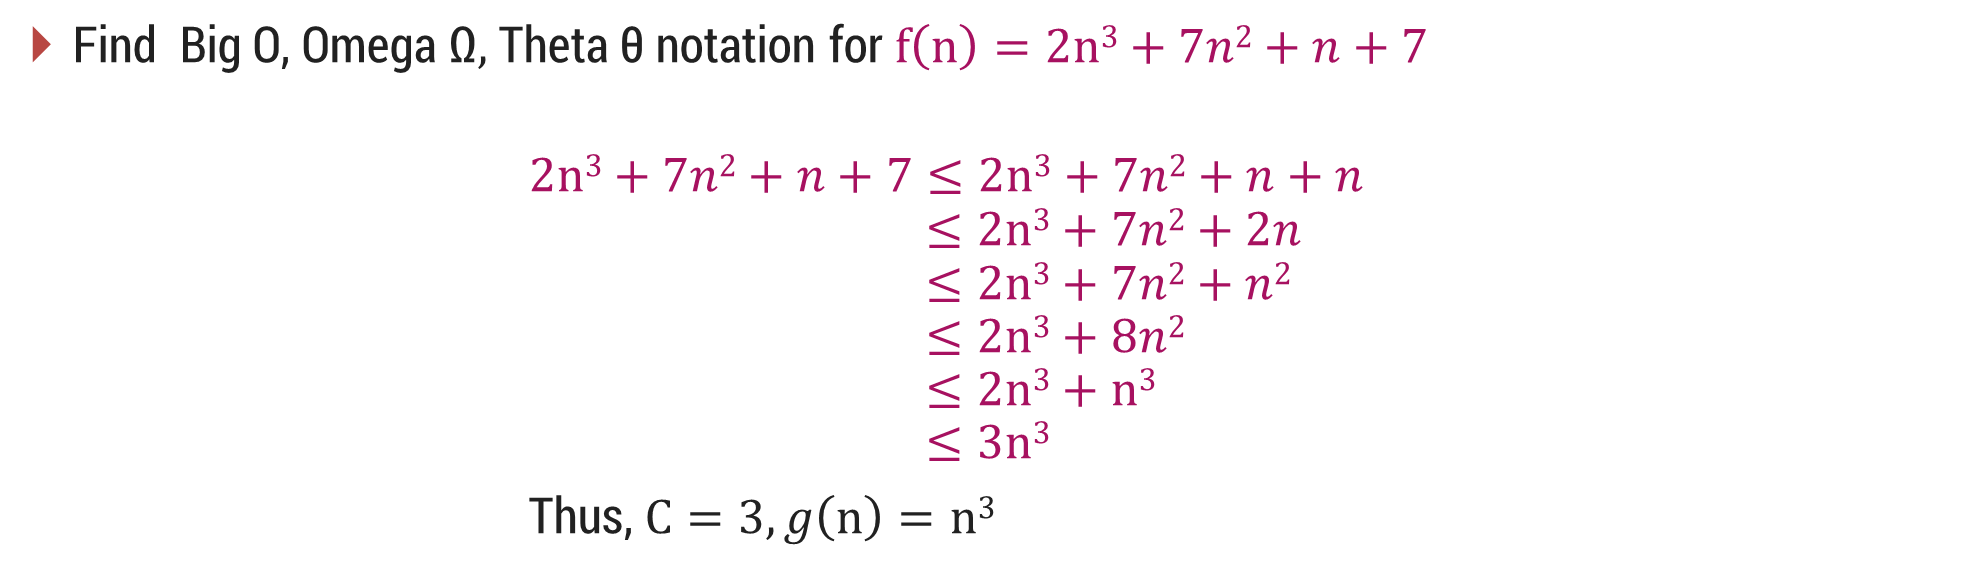 Find Big O, Omega Ω, Theta θ notation for f(n) = 2n³ + 7n² + n + 7
2n³ + 7n² + n + 7 ≤ 2n³ + 7n² + n + n
≤ 2n³ + 7n² + 2n
≤ 2n³ + 7n² + n²
≤ 2n³ + 8n²
≤ 2n³ + n³
≤ 3n³
Thus, C = 3, g(n) = n³